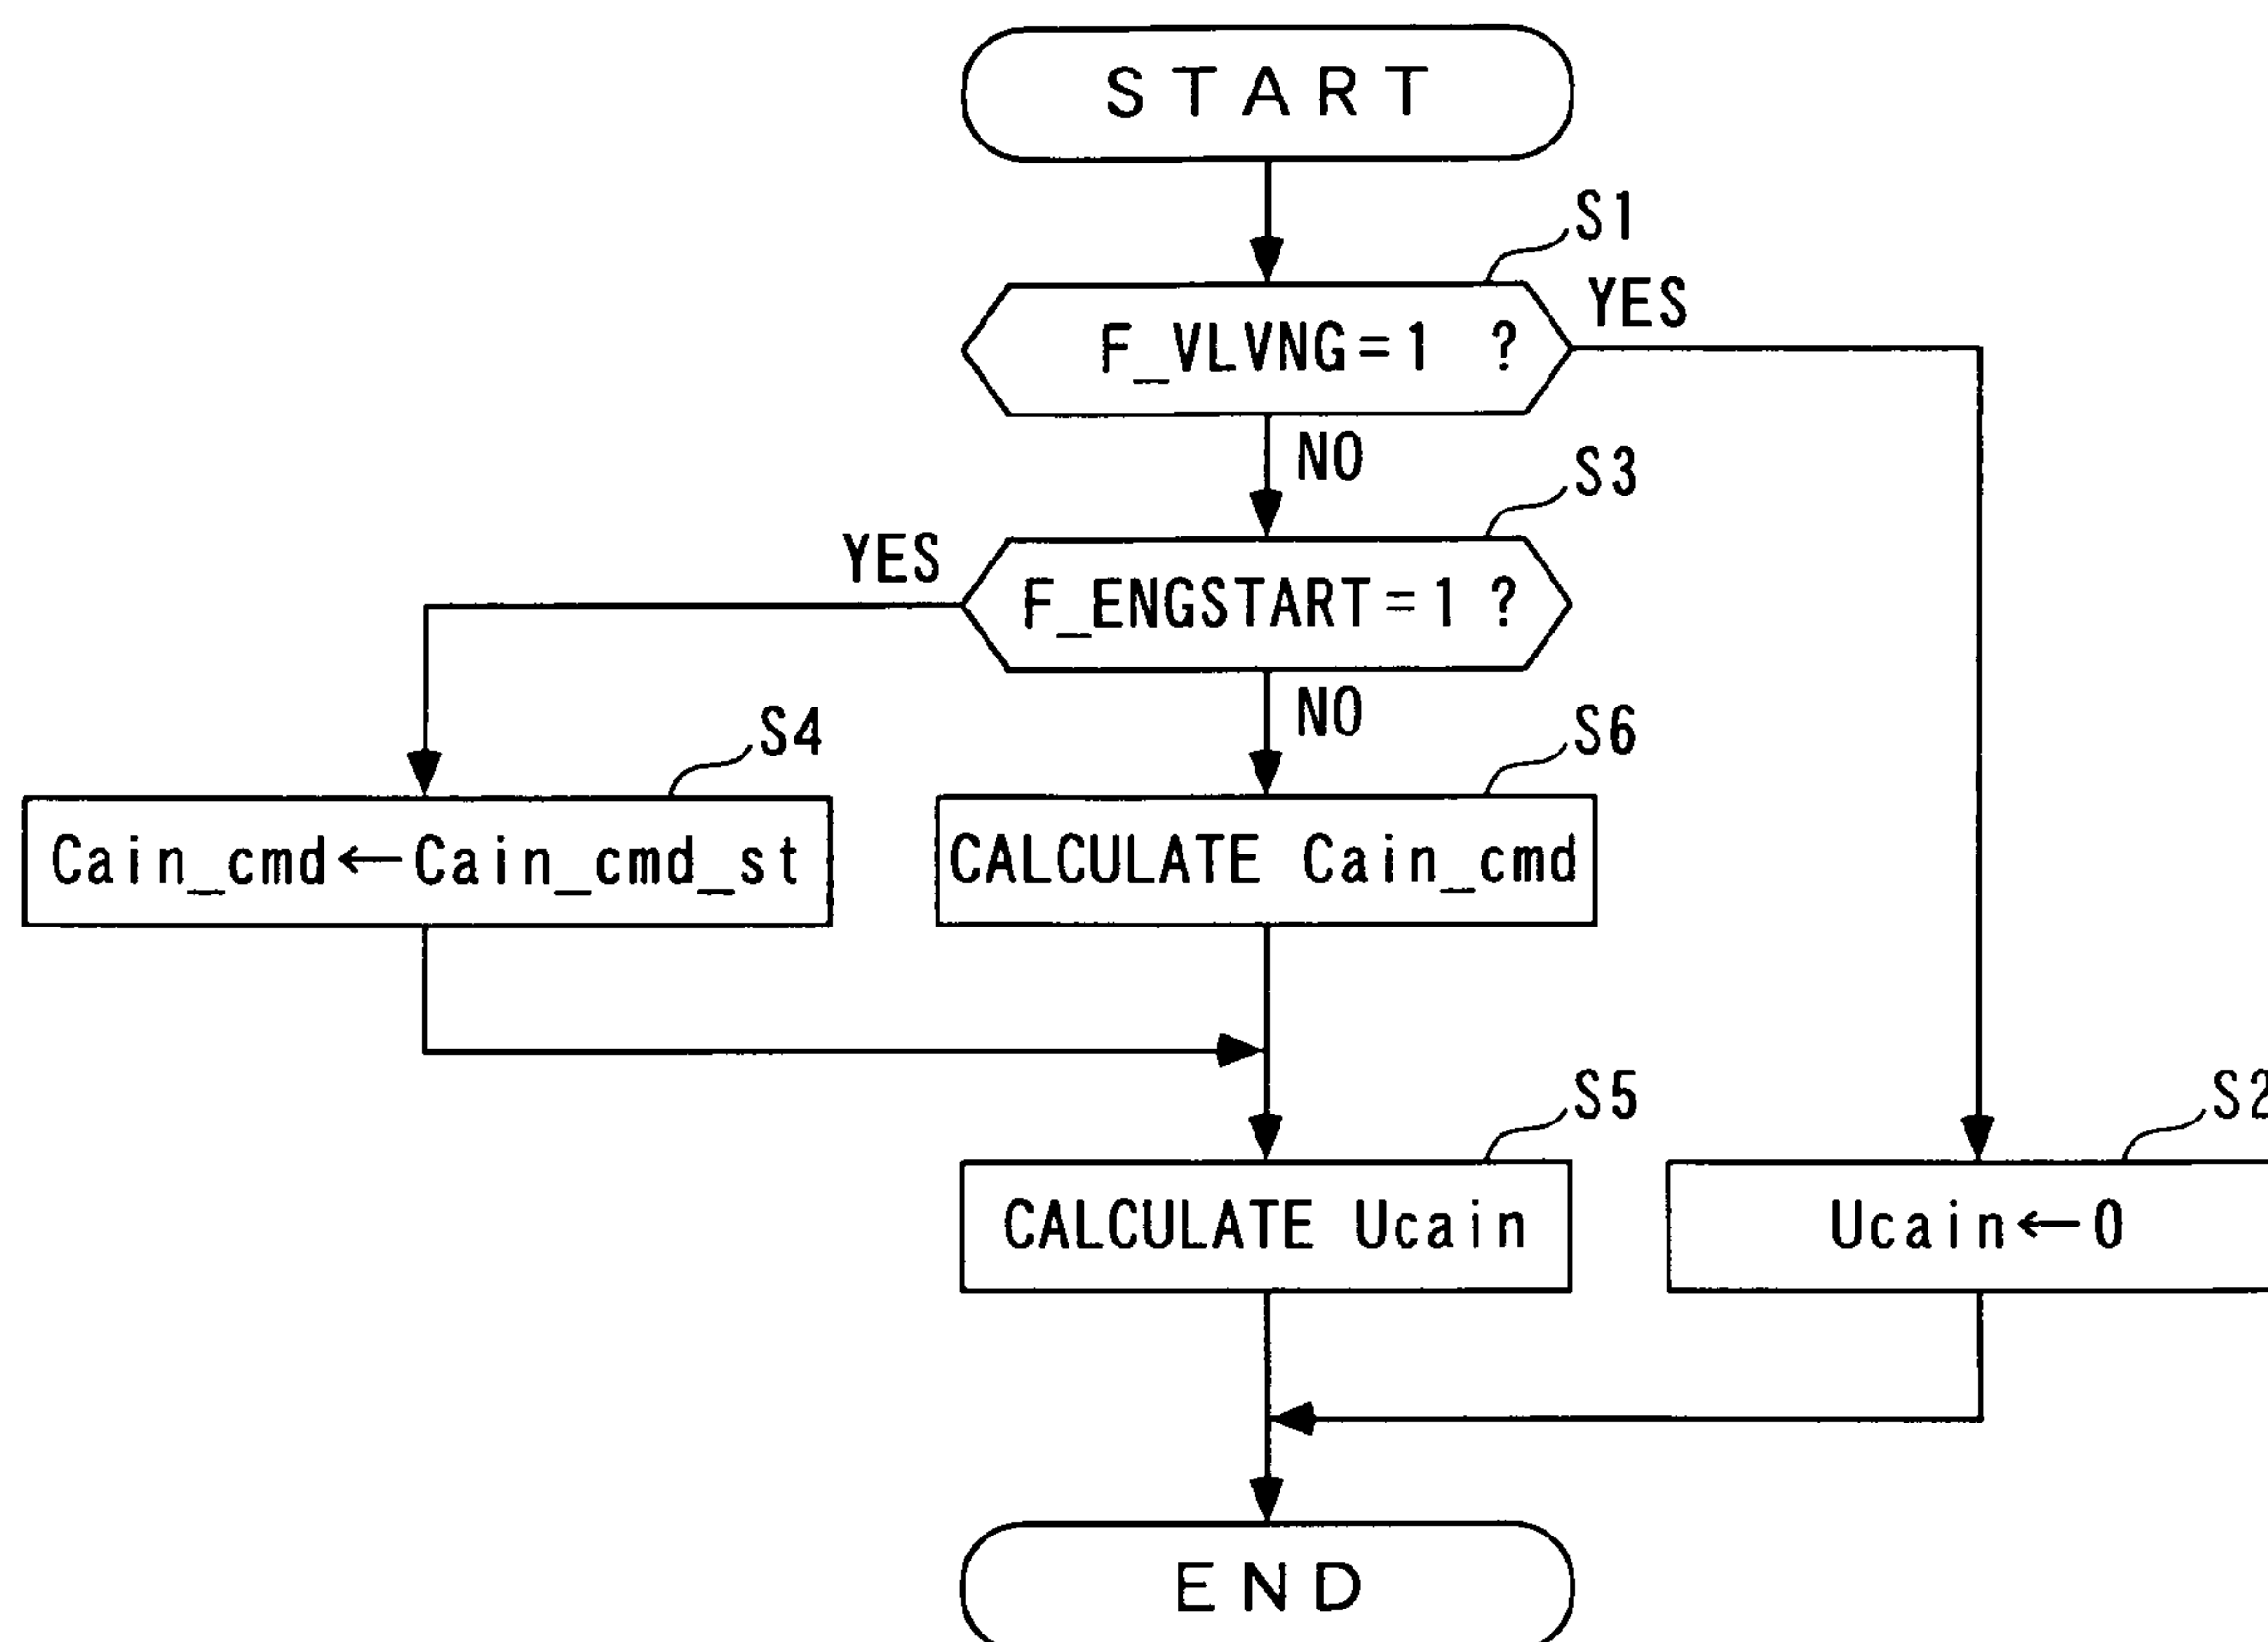 START
S1
F_VLVNG=1 ?
YES
NO
S3
YES
F_ENGSTART=1 ?
NO
S4
S6
Cain_cmd←Cain_cmd_st
CALCULATE Cain_cmd
S5
S2
CALCULATE Ucain
Ucain←0
END